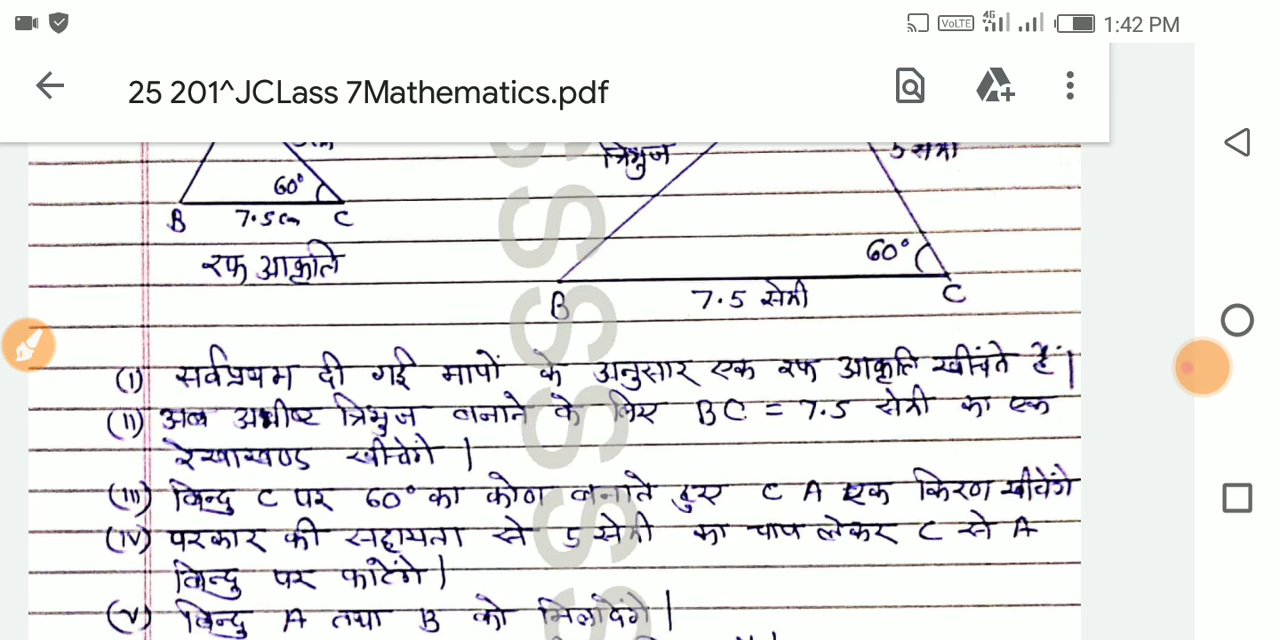 VoLTE 4G 1:42 PM
25 201^JCLass 7Mathematics.pdf
त्रिभुज
5 सेमी
60°
B 7.5cm C
रफ आकृति
60°
B 7.5 सेमी C
(I) सर्वप्रथम दी गई मापों के अनुसार एक रफ आकृति खींचते हैं|
(II) अब अभीष्ट त्रिभुज बनाने के लिए BC = 7.5 सेमी का एक
रेखाखण्ड खींचेगे |
(III) बिन्दु C पर 60° का कोण बनाते हुए CA एक किरण खींचेंगे
(IV) परकार की सहायता से 5 सेमी का चाप लेकर C से A
बिन्दु पर काटेंगे|
(V) बिन्दु A तथा B को मिलादेंगे |